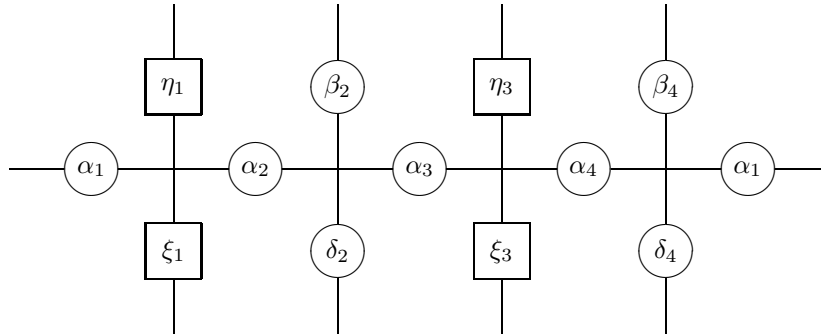 η₁ β₂ η₃ β₄
α₁ α₂ α₃ α₄ α₁
ξ₁ δ₂ ξ₃ δ₄